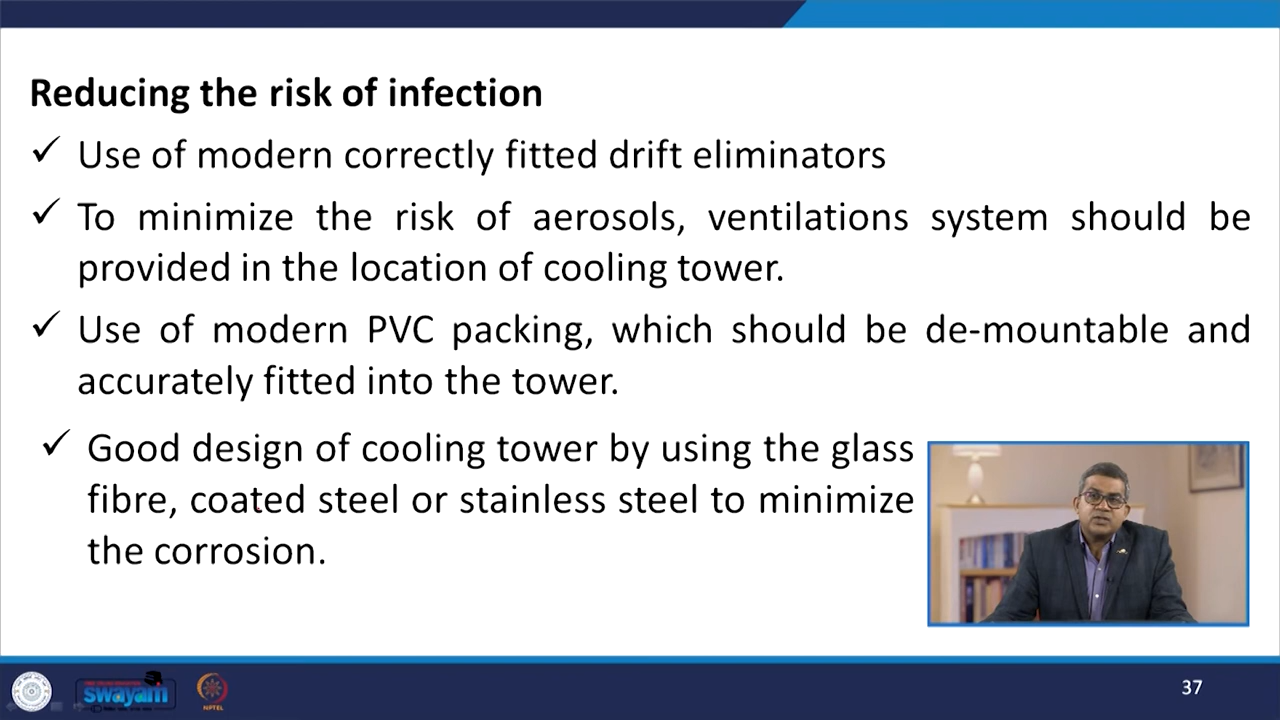 Reducing the risk of infection
✓ Use of modern correctly fitted drift eliminators
✓ To minimize the risk of aerosols, ventilations system should be
provided in the location of cooling tower.
✓ Use of modern PVC packing, which should be de-mountable and
accurately fitted into the tower.
✓ Good design of cooling tower by using the glass
fibre, coated steel or stainless steel to minimize
the corrosion.
swayam
NPTEL
37